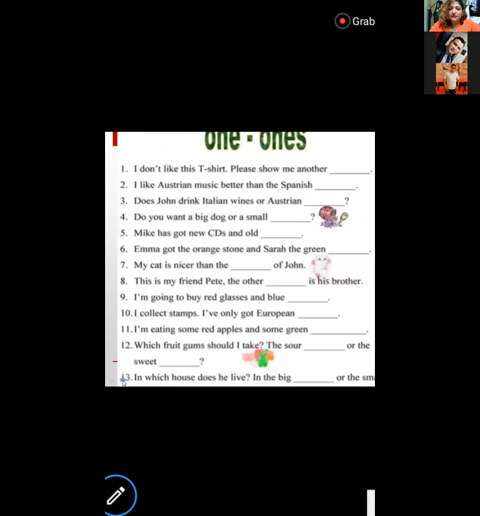 Grab
one - ones
1. I don't like this T-shirt. Please show me another ________.
2. I like Austrian music better than the Spanish ________.
3. Does John drink Italian wines or Austrian ________?
4. Do you want a big dog or a small ________?
5. Mike has got new CDs and old ________.
6. Emma got the orange stone and Sarah the green ________.
7. My cat is nicer than the ________ of John.
8. This is my friend Pete, the other ________ is his brother.
9. I'm going to buy red glasses and blue ________.
10. I collect stamps. I've only got European ________.
11. I'm eating some red apples and some green ________.
12. Which fruit gums should I take? The sour ________ or the
sweet ________?
13. In which house does he live? In the big ________ or the